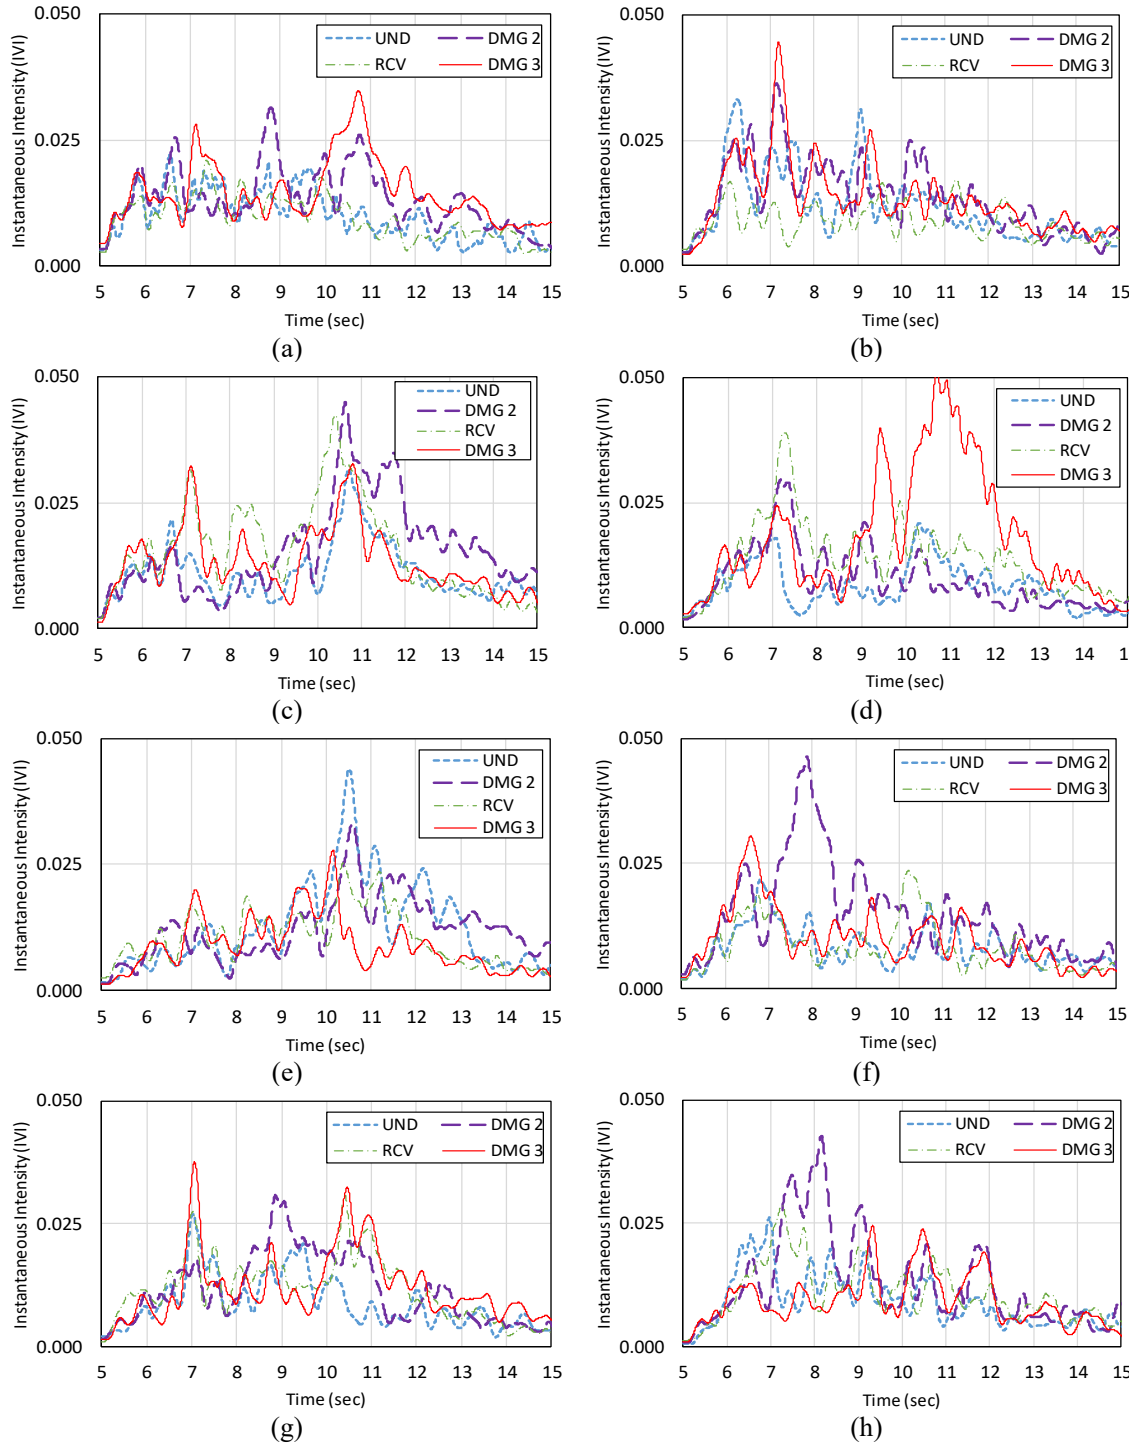 0.050
0.025
0.000
Instantaneous Intensity (IVI)
UND
DMG 2
RCV
DMG 3
5 6 7 8 9 10 11 12 13 14 15
Time (sec)
(a)
0.050
0.025
0.000
Instantaneous Intensity (IVI)
UND
DMG 2
RCV
DMG 3
5 6 7 8 9 10 11 12 13 14 15
Time (sec)
(b)
0.050
0.025
0.000
Instantaneous Intensity (IVI)
UND
DMG 2
RCV
DMG 3
5 6 7 8 9 10 11 12 13 14 15
Time (sec)
(c)
0.050
0.025
0.000
Instantaneous Intensity (IVI)
UND
DMG 2
RCV
DMG 3
5 6 7 8 9 10 11 12 13 14 1
Time (sec)
(d)
0.050
0.025
0.000
Instantaneous Intensity (IVI)
UND
DMG 2
RCV
DMG 3
5 6 7 8 9 10 11 12 13 14 15
Time (sec)
(e)
0.050
0.025
0.000
Instantaneous Intensity (IVI)
UND
DMG 2
RCV
DMG 3
5 6 7 8 9 10 11 12 13 14 15
Time (sec)
(f)
0.050
0.025
0.000
Instantaneous Intensity (IVI)
UND
DMG 2
RCV
DMG 3
5 6 7 8 9 10 11 12 13 14 15
Time (sec)
(g)
0.050
0.025
0.000
Instantaneous Intensity (IVI)
UND
DMG 2
RCV
DMG 3
5 6 7 8 9 10 11 12 13 14 15
Time (sec)
(h)